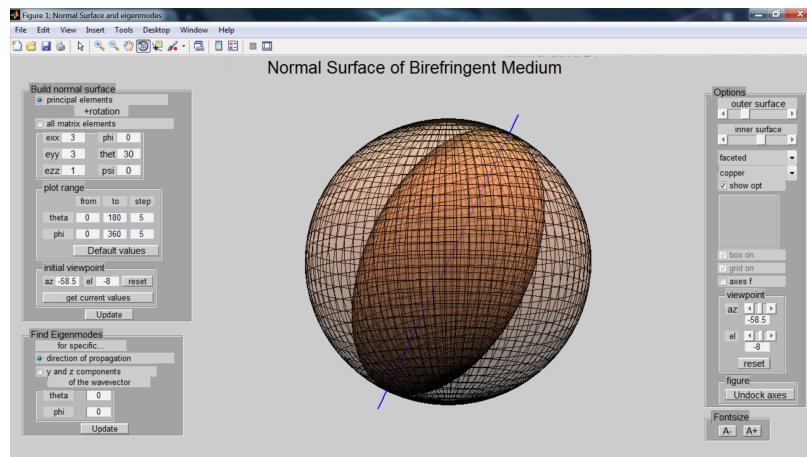 Figure 1: Normal Surface and eigenmodes
File Edit View Insert Tools Desktop Window Help
Normal Surface of Birefringent Medium
Build normal surface
principal elements
+rotation
all matrix elements
exx 3 phi 0
eyy 3 thet 30
ezz 1 psi 0
plot range
from to step
theta 0 180 5
phi 0 360 5
Default values
initial viewpoint
az -58.5 el -8 reset
get current values
Update
Find Eigenmodes
for specific...
direction of propagation
y and z components
of the wavevector
theta 0
phi 0
Update
Options
outer surface
inner surface
faceted
copper
show opt
box on
grid on
axes f
viewpoint
az
-58.5
el
-8
reset
figure
Undock axes
Fontsize
A- A+